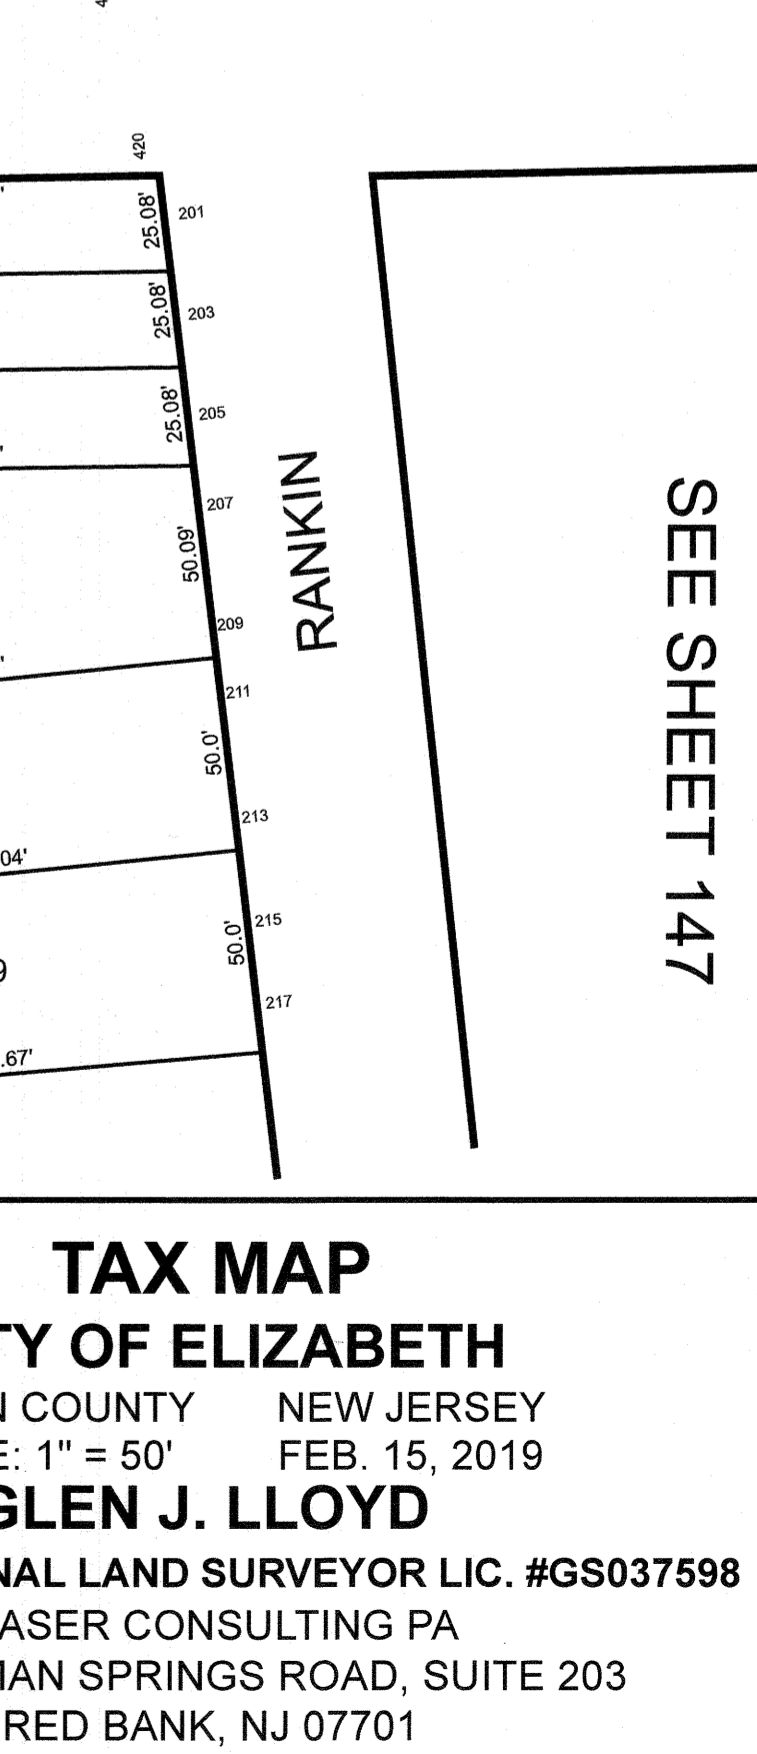 420
25.08'
201
25.08'
203
25.08'
205
207
50.09'
209
211
50.0'
213
04'
215
50.0'
217
.67'
RANKIN
SEE SHEET 147
TAX MAP
TY OF ELIZABETH
N COUNTY NEW JERSEY
E: 1" = 50' FEB. 15, 2019
GLEN J. LLOYD
NAL LAND SURVEYOR LIC. #GS037598
ASER CONSULTING PA
MAN SPRINGS ROAD, SUITE 203
RED BANK, NJ 07701